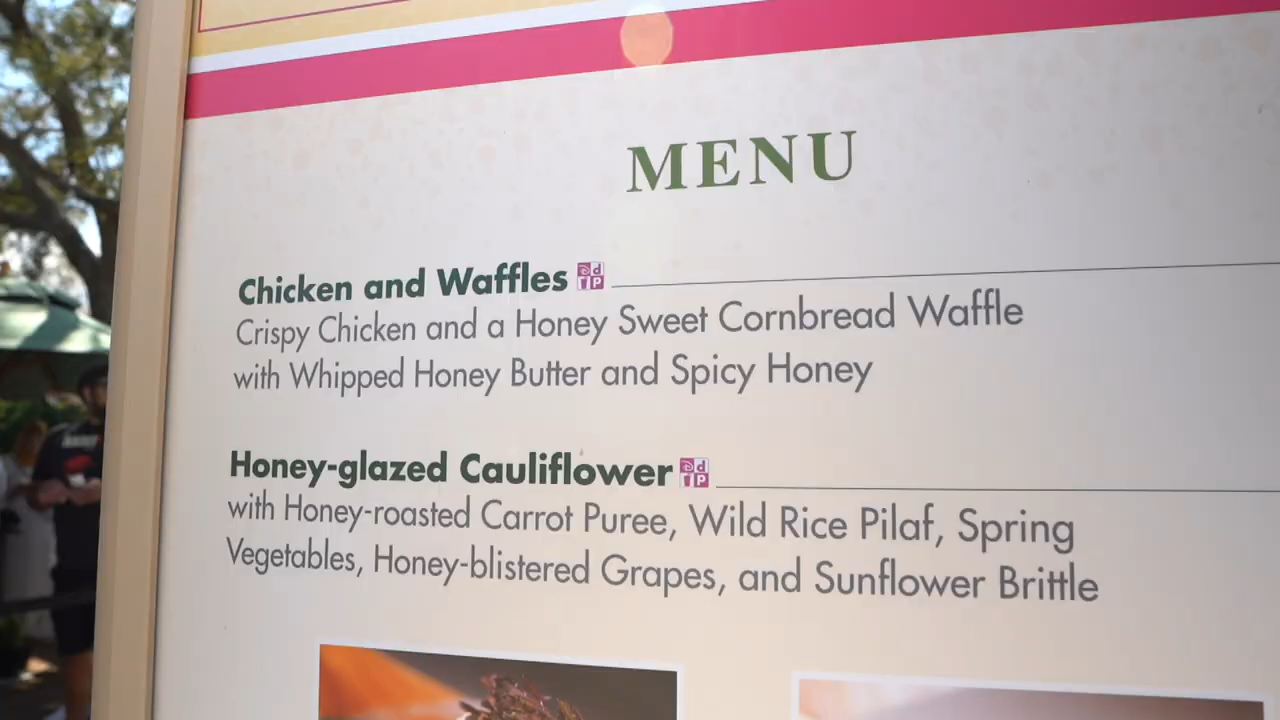 MENU
Chicken and Waffles
Crispy Chicken and a Honey Sweet Cornbread Waffle
with Whipped Honey Butter and Spicy Honey
Honey-glazed Cauliflower
with Honey-roasted Carrot Puree, Wild Rice Pilaf, Spring
Vegetables, Honey-blistered Grapes, and Sunflower Brittle